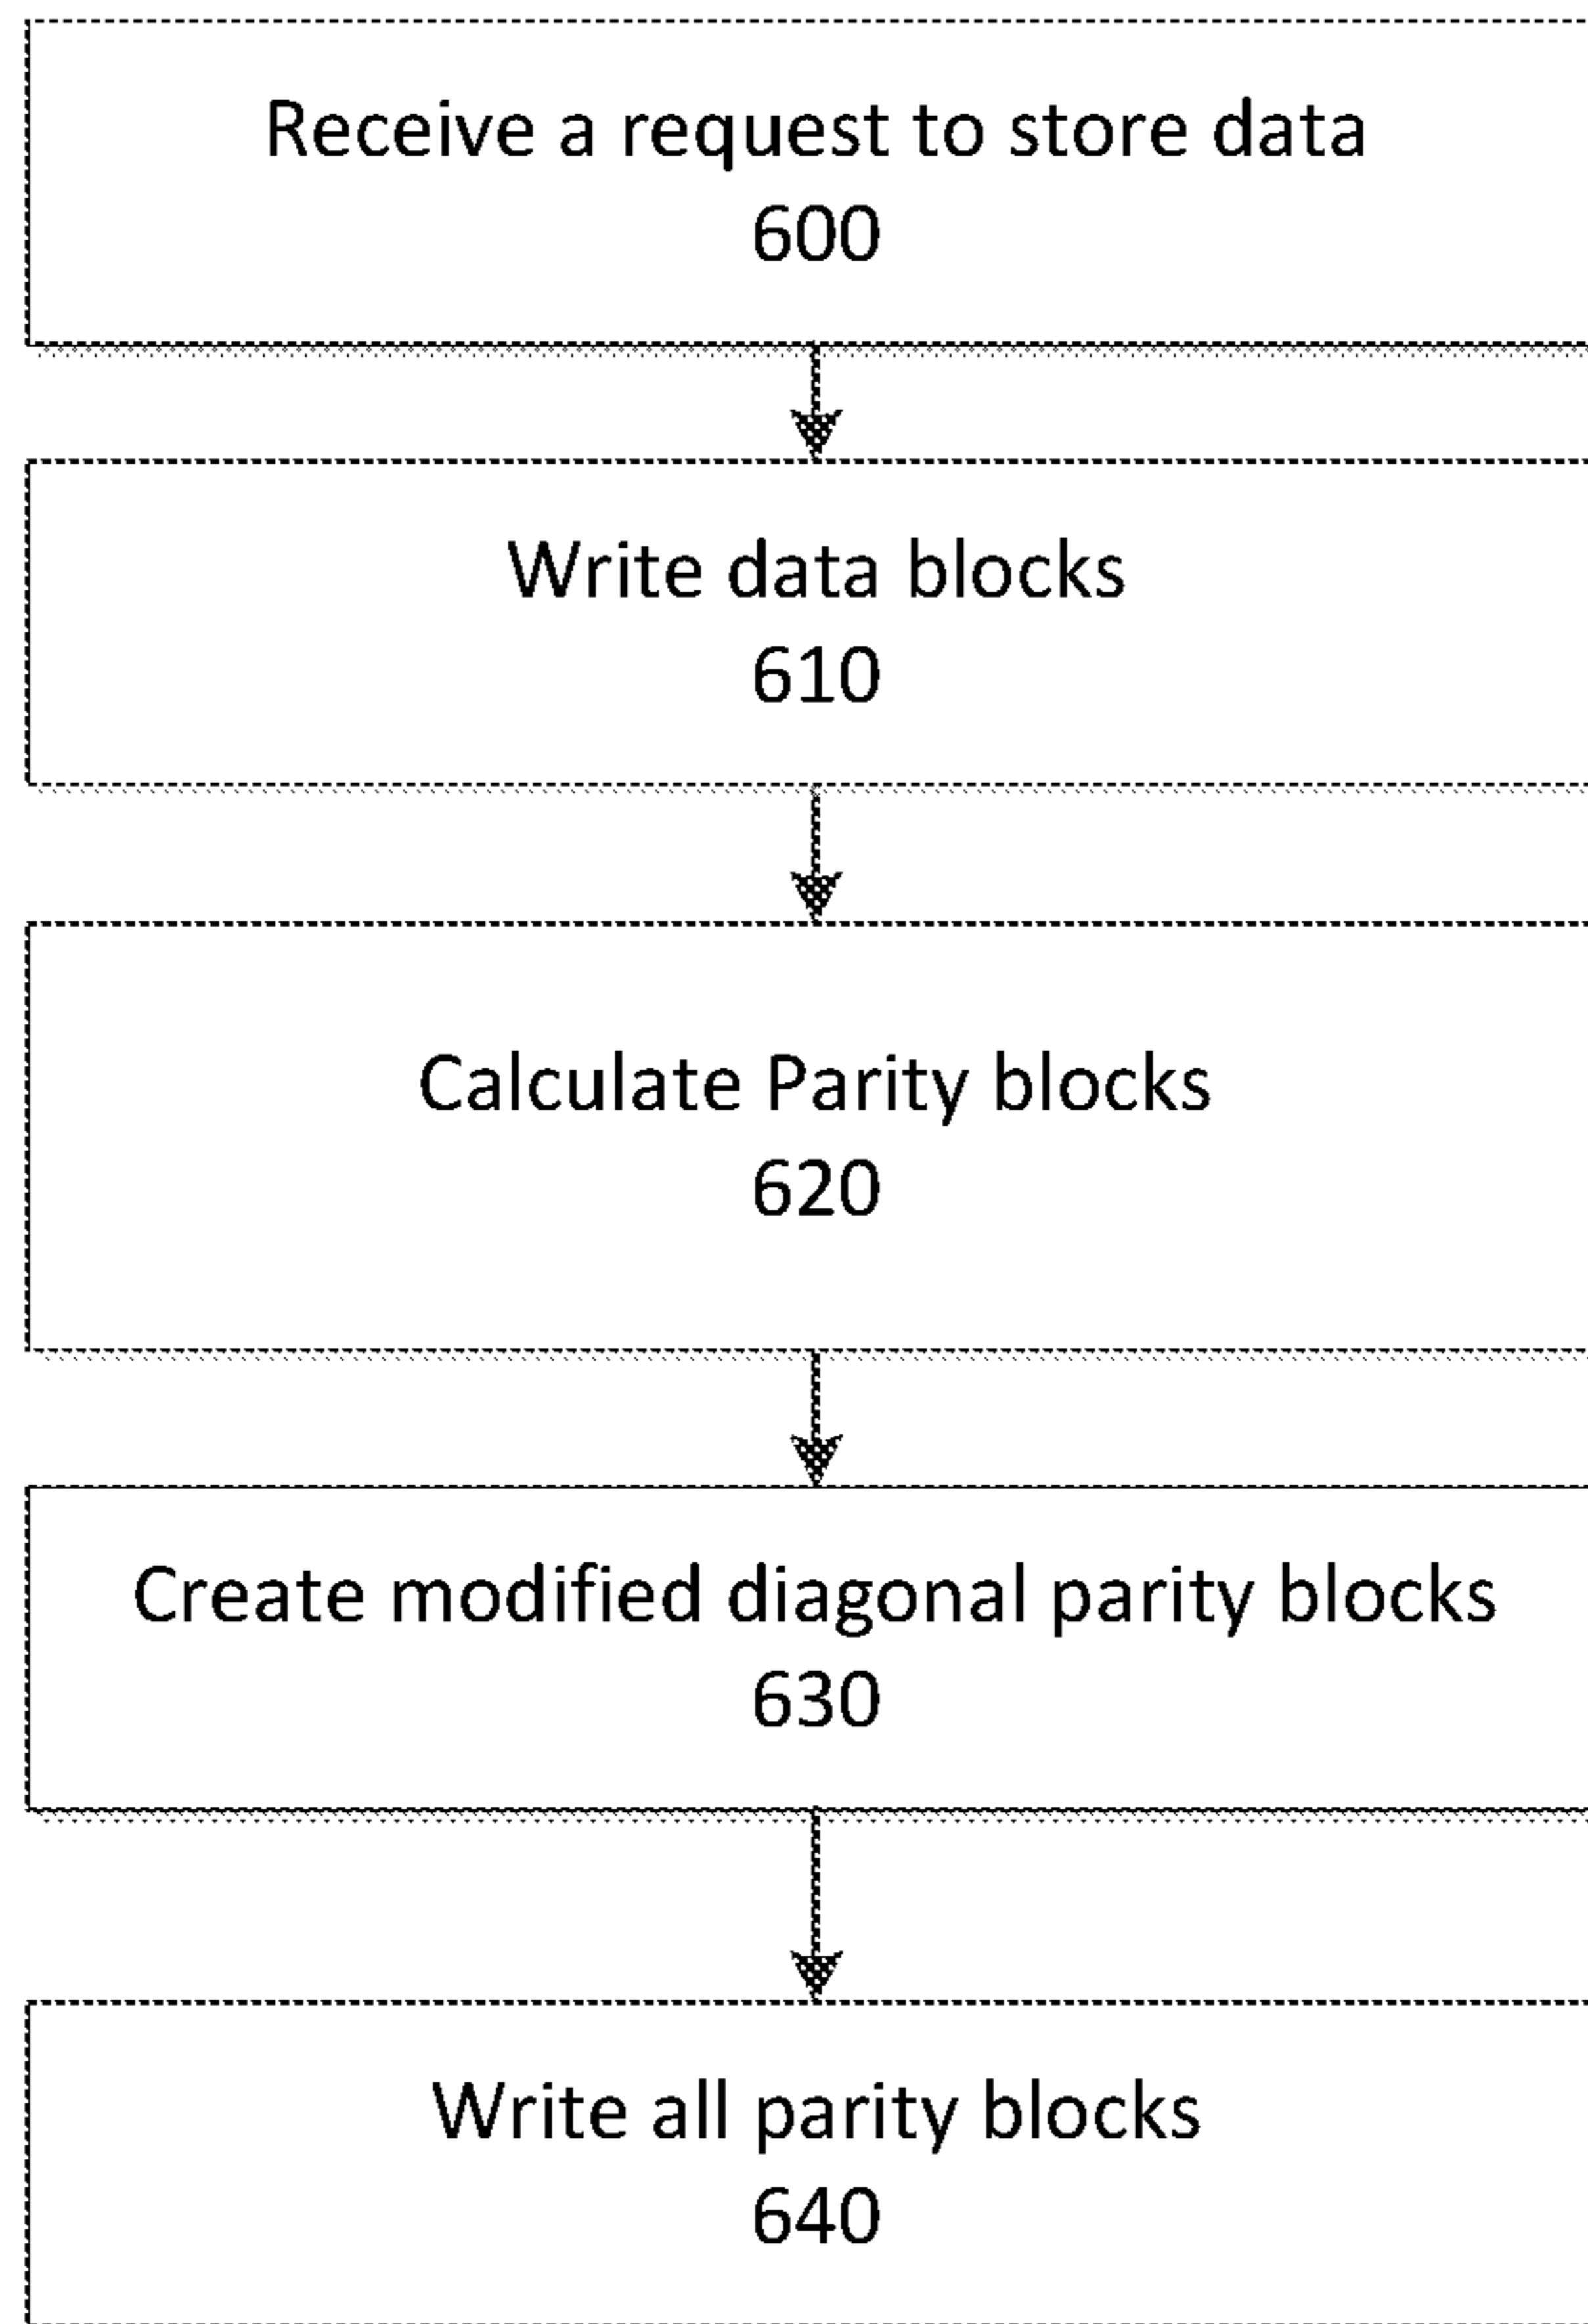 Receive a request to store data
600
Write data blocks
610
Calculate Parity blocks
620
Create modified diagonal parity blocks
630
Write all parity blocks
640